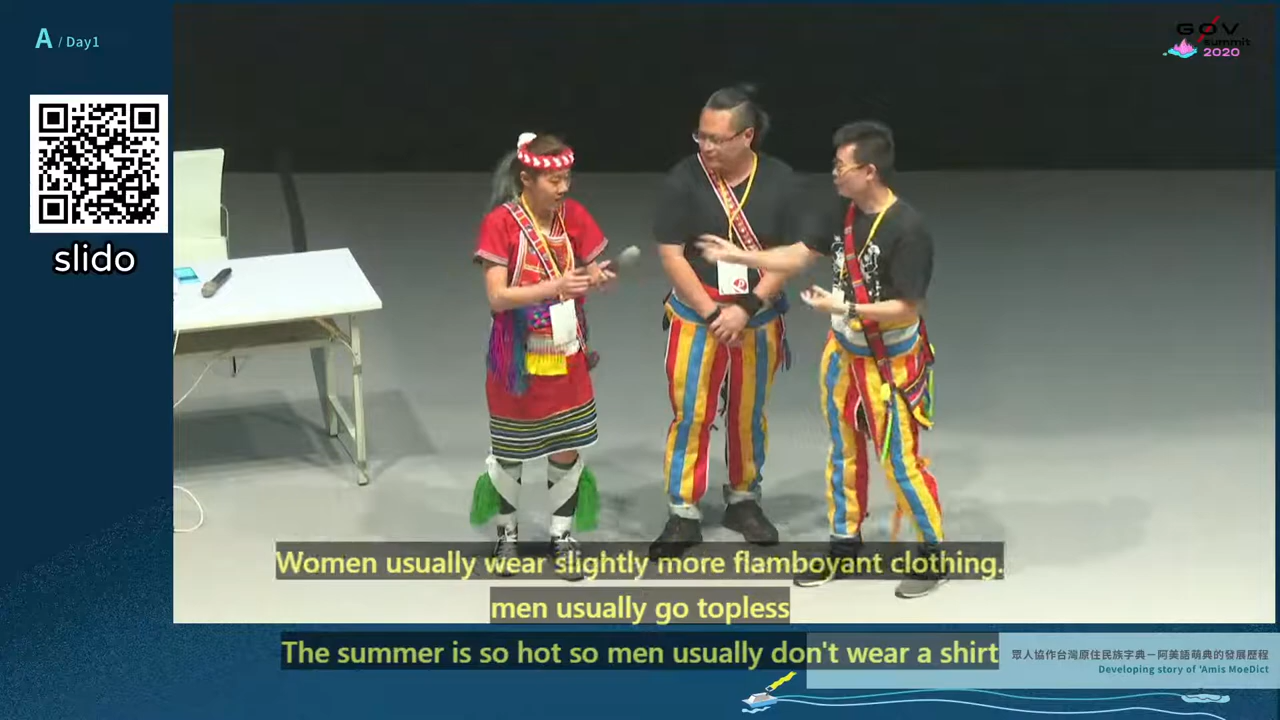 A / Day1
GOV
summit
2020
slido
Women usually wear slightly more flamboyant clothing.
men usually go topless
The summer is so hot so men usually don't wear a shirt
眾人協作台灣原住民族字典－阿美語萌典的發展歷程
Developing story of 'Amis MoeDict